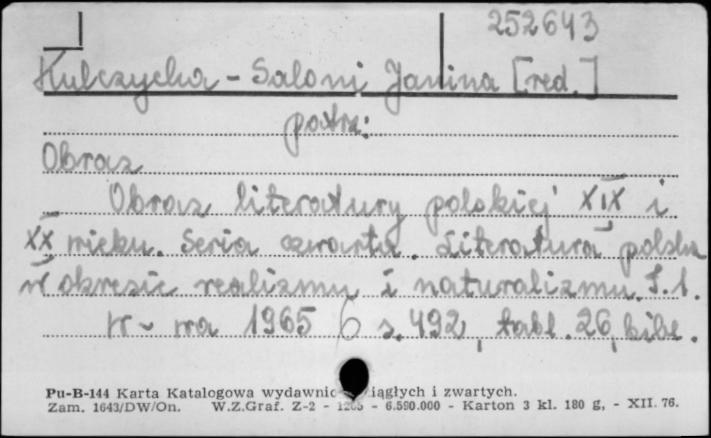 252643
Kulczycka - Saloni Janina [red.]
patrz:
Obraz
Obraz literatury polskiej XIX i
XX wieku. Seria czwarta. Literatura polska
w okresie realizmu i naturalizmu. T. 1.
W-wa 1965 s. 492, tabl. 26, bibl.
Pu-B-144 Karta Katalogowa wydawnic iągłych i zwartych.
Zam. 1643/DW/On. W.Z.Graf. Z-2 - - 6.590.000 - Karton 3 kl. 180 g, - XII. 76.